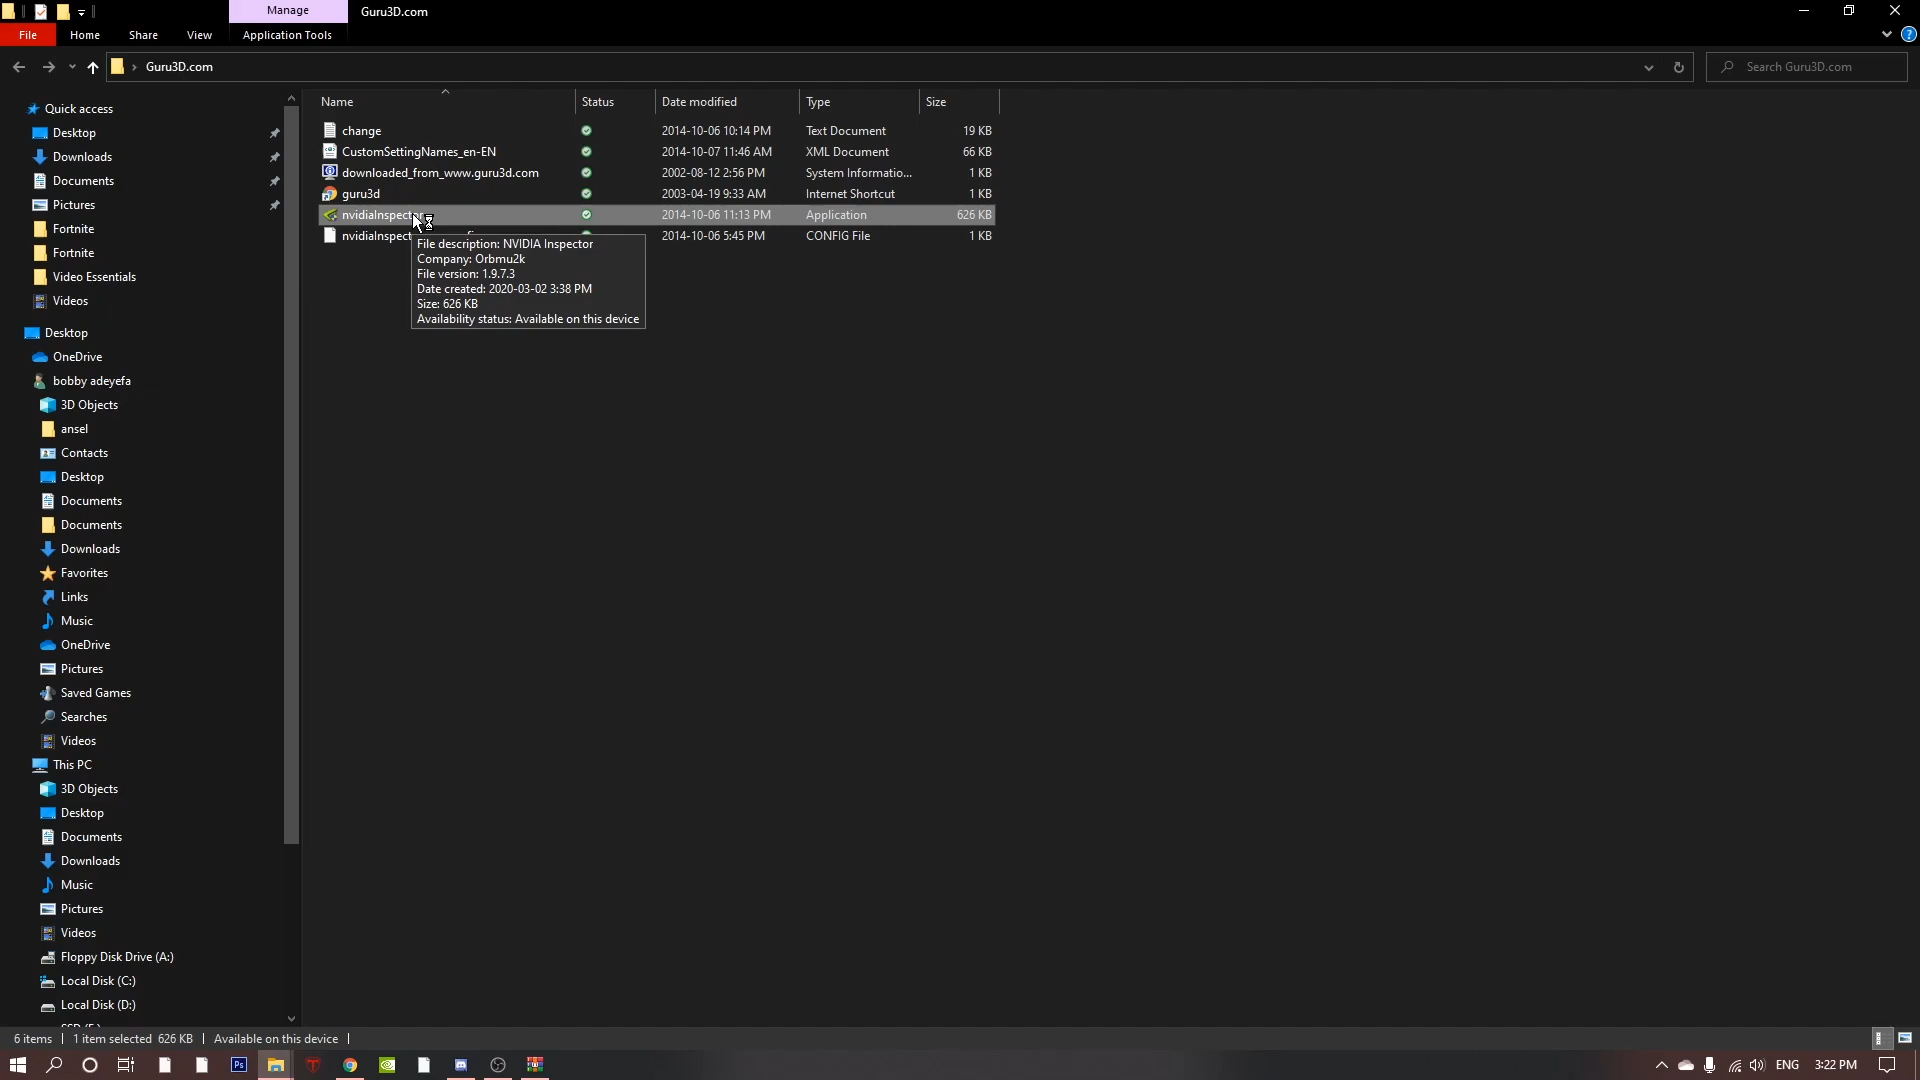 Manage
Guru3D.com
File
Home
Share
View
Application Tools
Guru3D.com
Search Guru3D.com
Name
Status
Date modified
Type
Size
change
2014-10-06 10:14 PM
Text Document
19 KB
CustomSettingNames_en-EN
2014-10-07 11:46 AM
XML Document
66 KB
downloaded_from_www.guru3d.com
2002-08-12 2:56 PM
System Informatio...
1 KB
guru3d
2003-04-19 9:33 AM
Internet Shortcut
1 KB
nvidiaInspector
2014-10-06 11:13 PM
Application
626 KB
2014-10-06 5:45 PM
CONFIG File
1 KB
File description: NVIDIA Inspector
Company: Orbmu2k
File version: 1.9.7.3
Date created: 2020-03-02 3:38 PM
Size: 626 KB
Availability status: Available on this device
Quick access
Desktop
Downloads
Documents
Pictures
Fortnite
Fortnite
Video Essentials
Videos
Desktop
OneDrive
bobby adeyefa
3D Objects
ansel
Contacts
Desktop
Documents
Documents
Downloads
Favorites
Links
Music
OneDrive
Pictures
Saved Games
Searches
Videos
This PC
3D Objects
Desktop
Documents
Downloads
Music
Pictures
Videos
Floppy Disk Drive (A:)
Local Disk (C:)
Local Disk (D:)
6 items
1 item selected 626 KB
Available on this device
Ps
ENG
3:22 PM